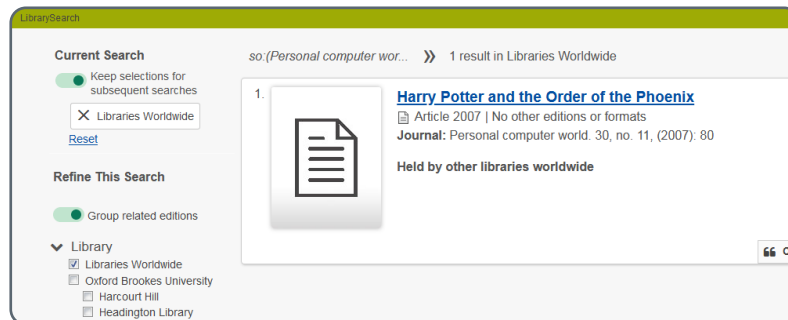 LibrarySearch
Current Search
Keep selections for
subsequent searches
Libraries Worldwide
Reset
Refine This Search
Group related editions
Library
Libraries Worldwide
Oxford Brookes University
Harcourt Hill
Headington Library
so:(Personal computer wor... » 1 result in Libraries Worldwide
1.
Harry Potter and the Order of the Phoenix
Article 2007 | No other editions or formats
Journal: Personal computer world. 30, no. 11, (2007): 80
Held by other libraries worldwide